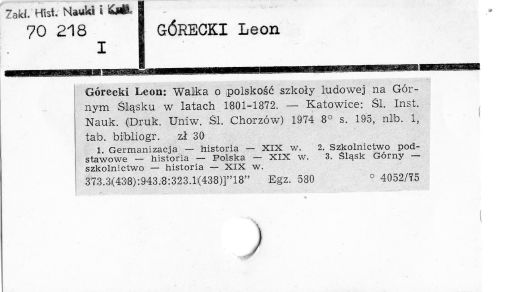 Zakł. Hist. Nauki i Kult.
70 218
I
GÓRECKI Leon
Górecki Leon: Walka o polskość szkoły ludowej na Gór-
nym Śląsku w latach 1801-1872. — Katowice: Śl. Inst.
Nauk. (Druk. Uniw. Śl. Chorzów) 1974 8° s. 195, nlb. 1,
tab. bibliogr. zł 30
1. Germanizacja — historia — XIX w. 2. Szkolnictwo pod-
stawowe — historia — Polska — XIX w. 3. Śląsk Górny —
szkolnictwo — historia — XIX w.
373.3(438):943.8:323.1(438)]"18" Egz. 580 ° 4052/75